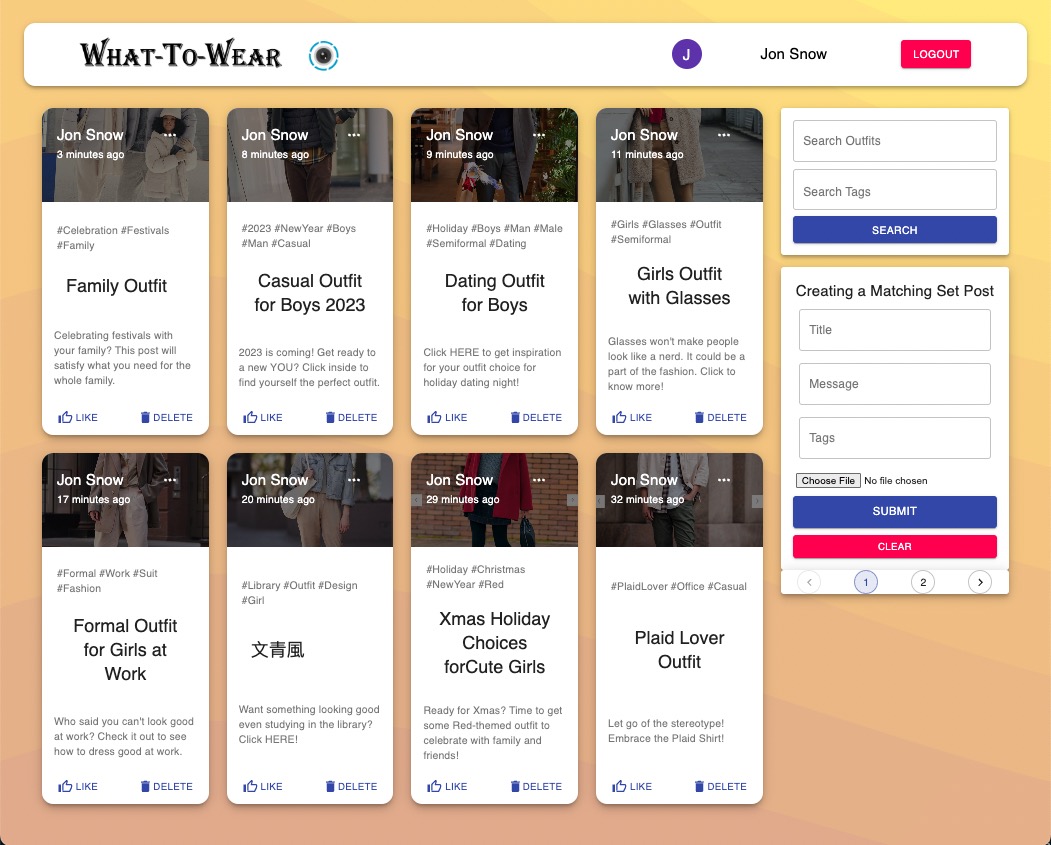 What-To-Wear
J
Jon Snow
LOGOUT
Jon Snow
3 minutes ago
#Celebration #Festivals
#Family
Family Outfit
Celebrating festivals with
your family? This post will
satisfy what you need for the
whole family.
LIKE
DELETE
Jon Snow
8 minutes ago
#2023 #NewYear #Boys
#Man #Casual
Casual Outfit
for Boys 2023
2023 is coming! Get ready to
a new YOU? Click inside to
find yourself the perfect outfit.
LIKE
DELETE
Jon Snow
9 minutes ago
#Holiday #Boys #Man #Male
#Semiformal #Dating
Dating Outfit
for Boys
Click HERE to get inspiration
for your outfit choice for
holiday dating night!
LIKE
DELETE
Jon Snow
11 minutes ago
#Girls #Glasses #Outfit
#Semiformal
Girls Outfit
with Glasses
Glasses won't make people
look like a nerd. It could be a
part of the fashion. Click to
know more!
LIKE
DELETE
Jon Snow
17 minutes ago
#Formal #Work #Suit
#Fashion
Formal Outfit
for Girls at
Work
Who said you can't look good
at work? Check it out to see
how to dress good at work.
LIKE
DELETE
Jon Snow
20 minutes ago
#Library #Outfit #Design
#Girl
文青風
Want something looking good
even studying in the library?
Click HERE!
LIKE
DELETE
Jon Snow
29 minutes ago
#Holiday #Christmas
#NewYear #Red
Xmas Holiday
Choices
forCute Girls
Ready for Xmas? Time to get
some Red-themed outfit to
celebrate with family and
friends!
LIKE
DELETE
Jon Snow
32 minutes ago
#PlaidLover #Office #Casual
Plaid Lover
Outfit
Let go of the stereotype!
Embrace the Plaid Shirt!
LIKE
DELETE
Search Outfits
Search Tags
SEARCH
Creating a Matching Set Post
Title
Message
Tags
Choose File No file chosen
SUBMIT
CLEAR
1
2